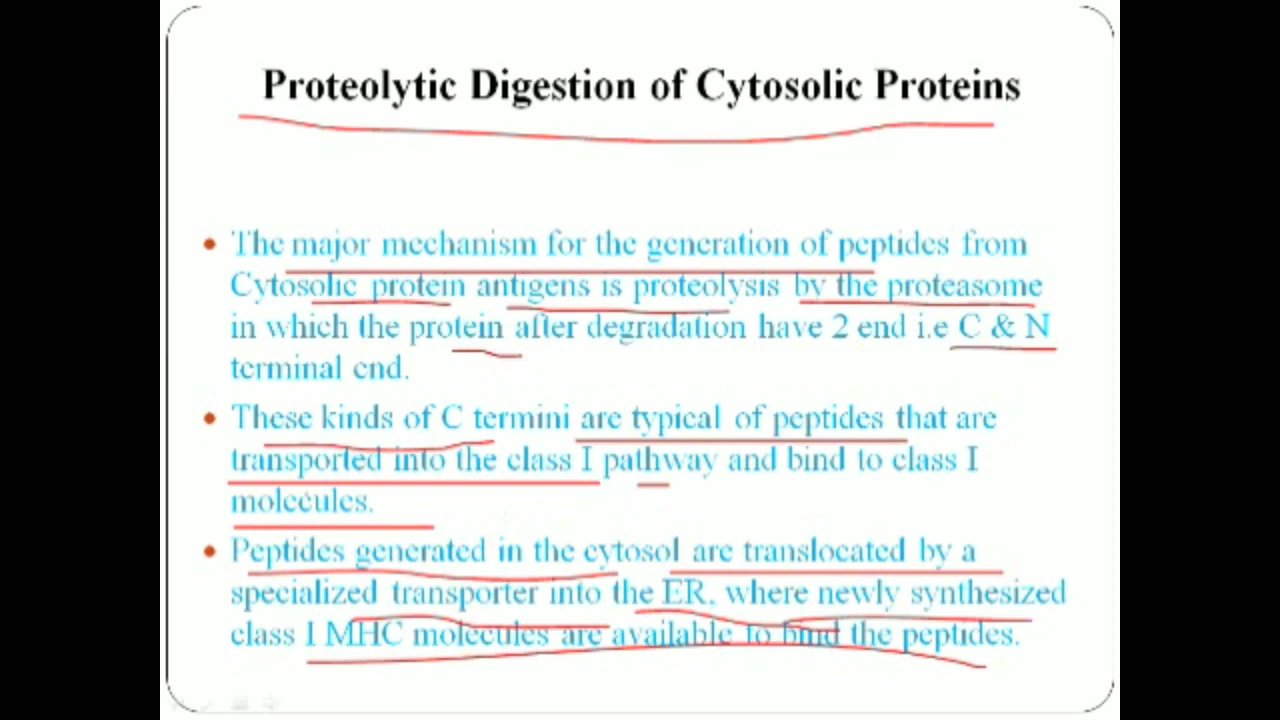 Proteolytic Digestion of Cytosolic Proteins
• The major mechanism for the generation of peptides from
Cytosolic protein antigens is proteolysis by the proteasome
in which the protein after degradation have 2 end i.e C & N
terminal end.
• These kinds of C termini are typical of peptides that are
transported into the class I pathway and bind to class I
molecules.
• Peptides generated in the cytosol are translocated by a
specialized transporter into the ER, where newly synthesized
class I MHC molecules are available to bind the peptides.